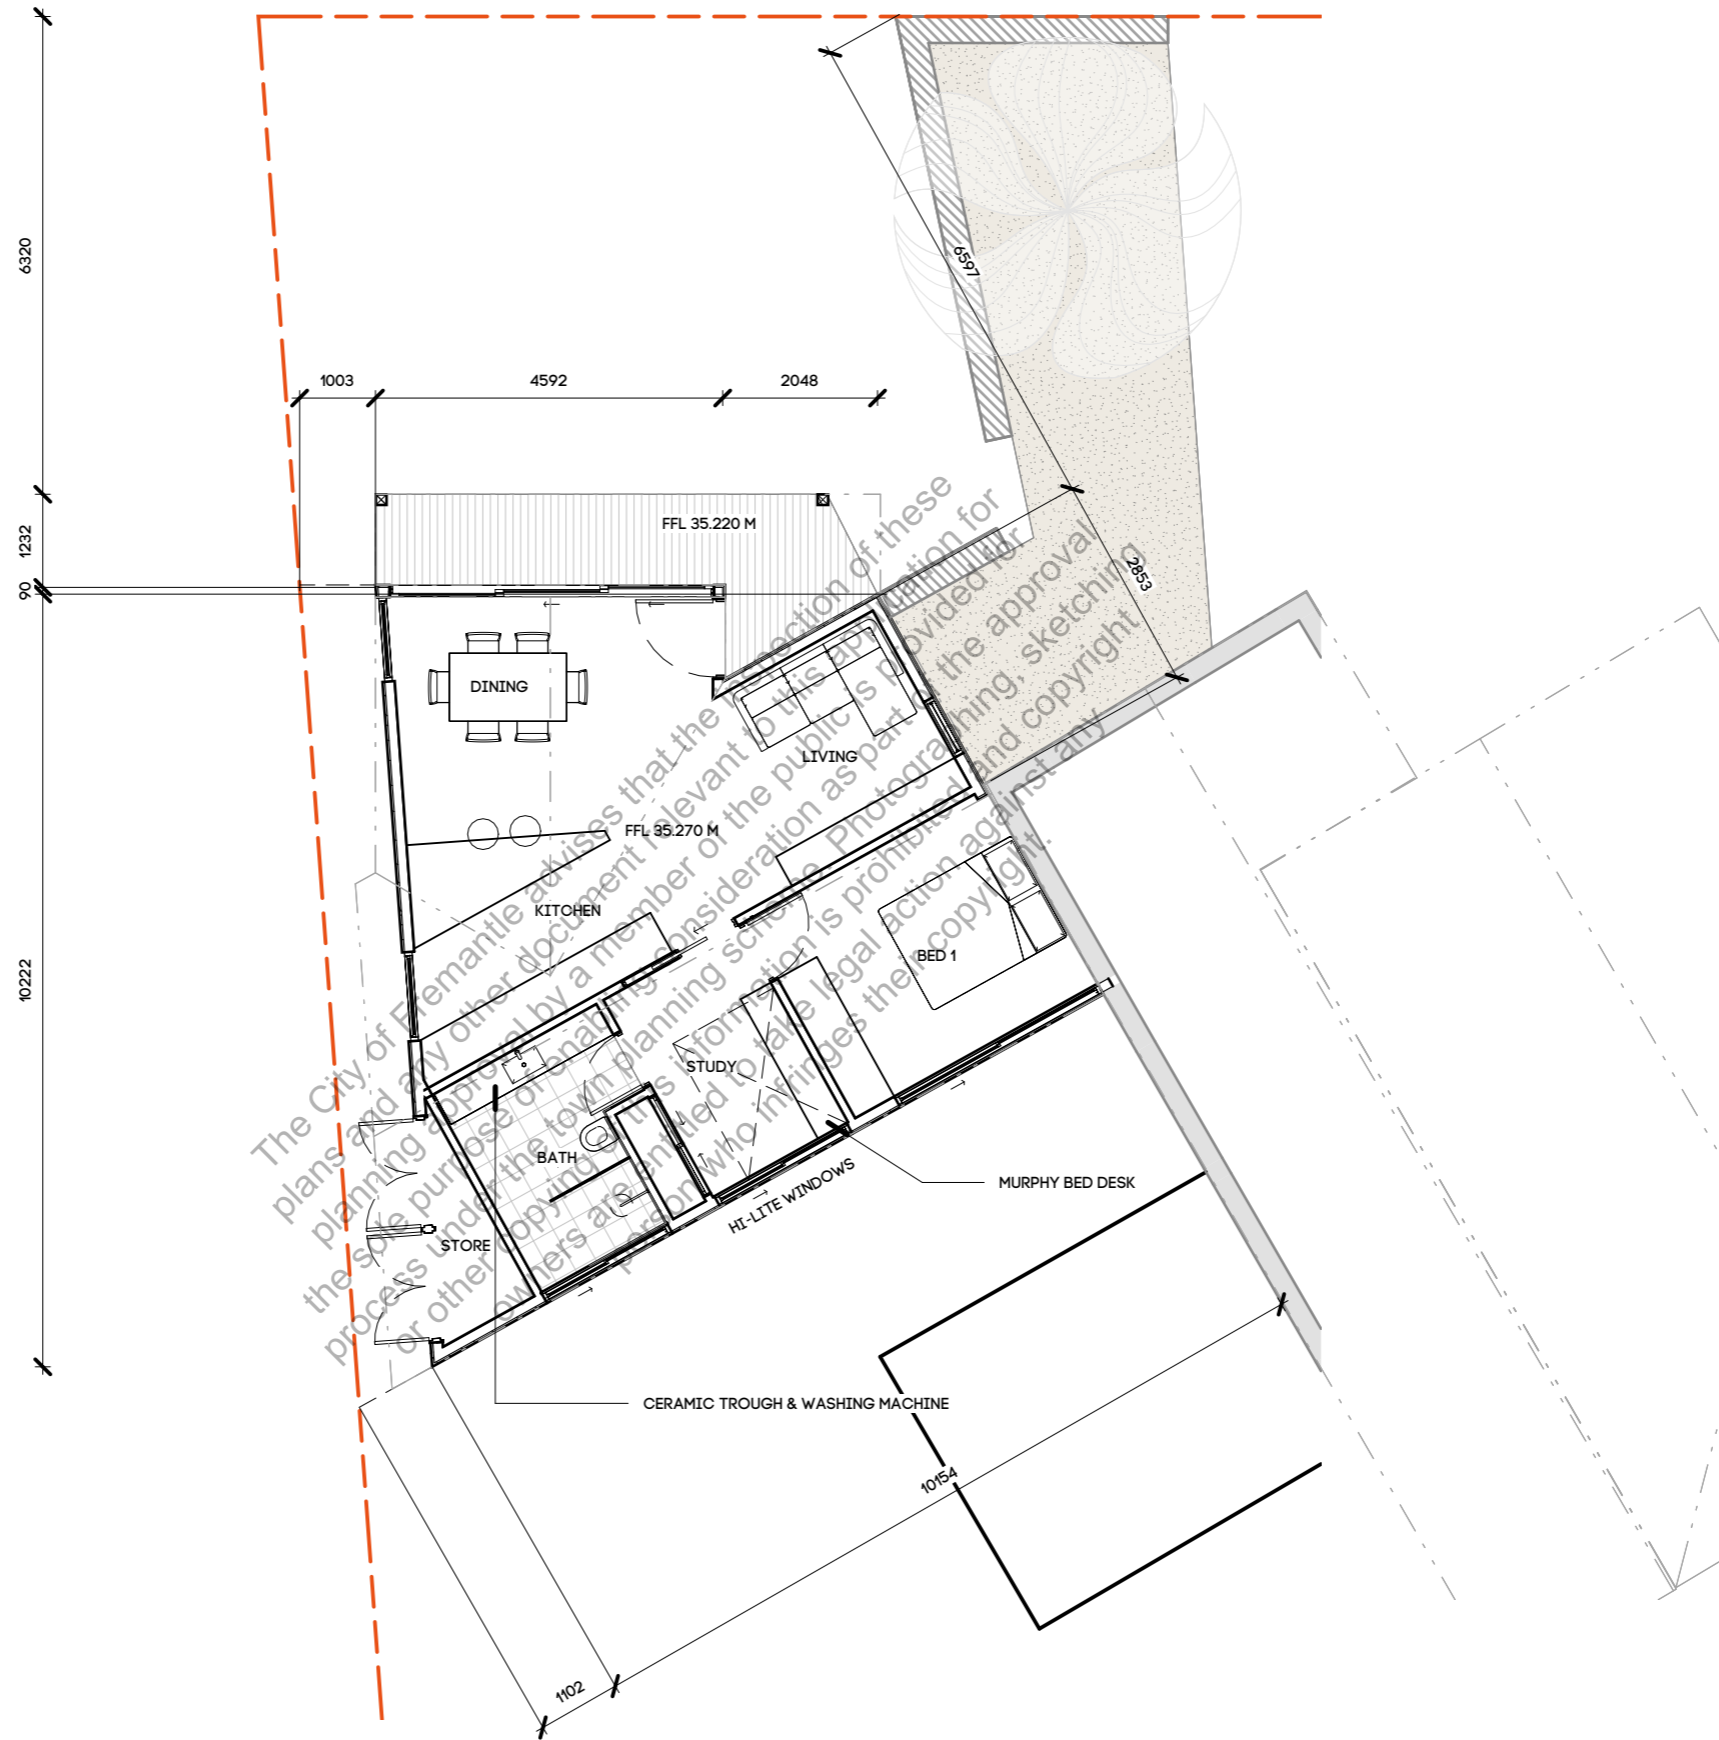 6320
6597
1003
4592
2048
FFL 35.220 M
1232
90
2853
DINING
LIVING
FFL 35.270 M
KITCHEN
BED 1
10222
STUDY
BATH
MURPHY BED DESK
HI-LITE WINDOWS
STORE
CERAMIC TROUGH & WASHING MACHINE
10154
1102
The City of Fremantle advises that the inspection of these
plans and any other document relevant to this application for
planning approval by a member of the public is provided for
the sole purpose of enabling consideration as part of the approval
process under the town planning scheme. Photographing, sketching
or other copying of this information is prohibited and copyright
owners are entitled to take legal action against any
person who infringes their copyright.